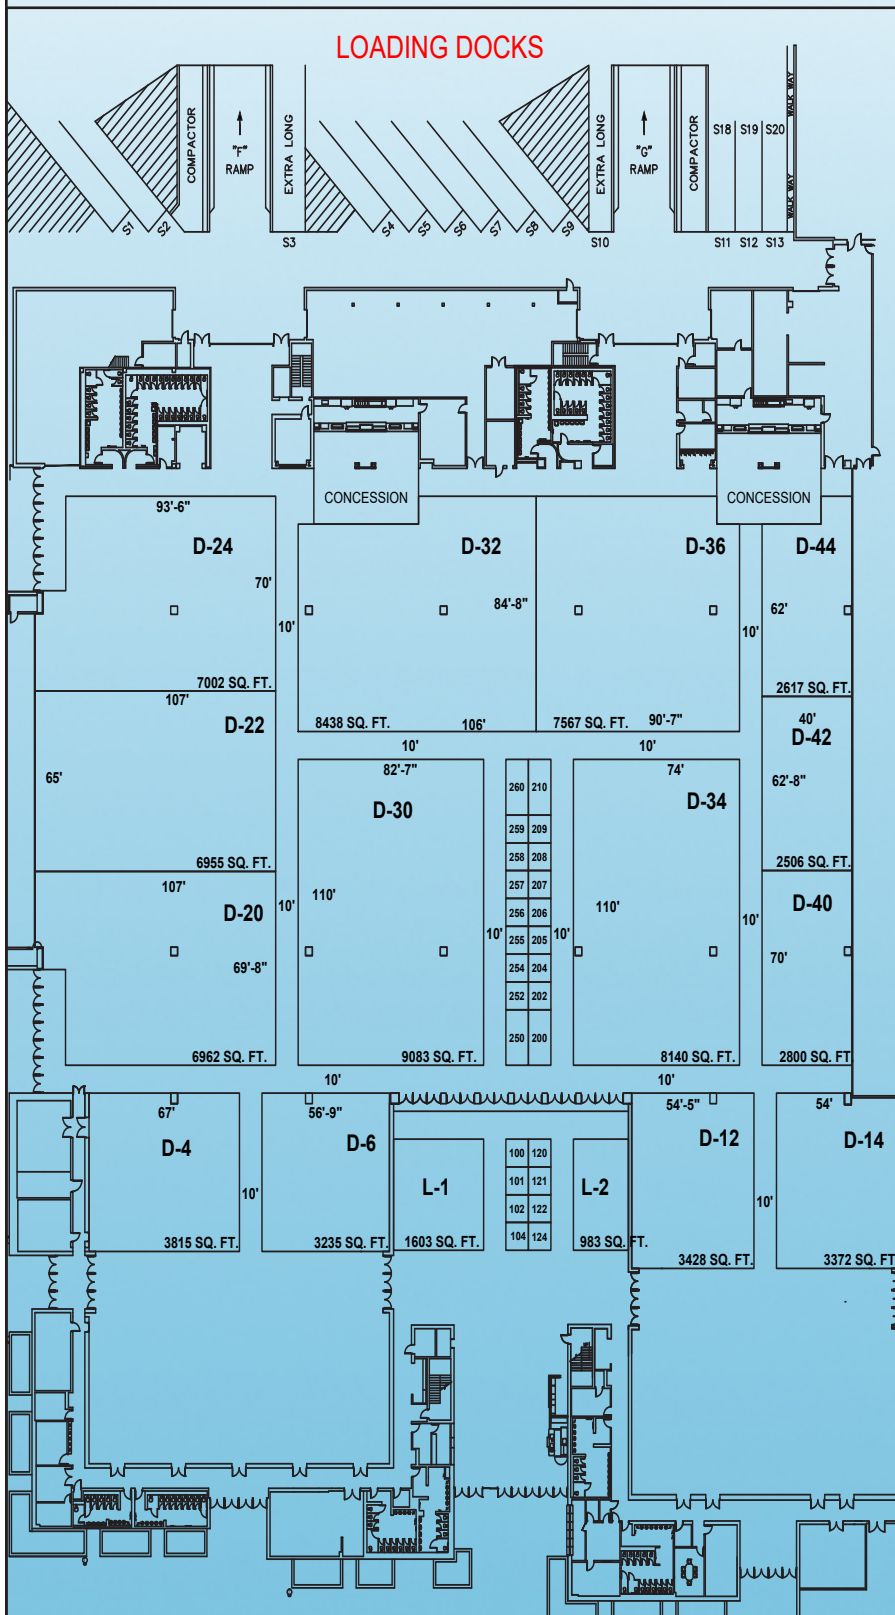 LOADING DOCKS
COMPACTOR
"F"
RAMP
EXTRA LONG
EXTRA LONG
"G"
RAMP
COMPACTOR
S18 S19 S20
WALK WAY
WALK WAY
S1
S2
S3
S4
S5
S6
S7
S8
S9
S10
S11 S12 S13
CONCESSION
CONCESSION
93'-6"
D-24
70'
7002 SQ. FT.
10'
D-32
84'-8"
8438 SQ. FT.
106'
D-36
7567 SQ. FT.
90'-7"
10'
D-44
62'
2617 SQ. FT.
107'
D-22
65'
6955 SQ. FT.
10'
10'
40'
D-42
62'-8"
2506 SQ. FT.
82'-7"
D-30
110'
9083 SQ. FT.
74'
D-34
110'
8140 SQ. FT.
260 210
259 209
258 208
257 207
256 206
255 205
254 204
252 202
250 200
107'
D-20
69'-8"
6962 SQ. FT.
10'
10'
10'
10'
D-40
70'
2800 SQ. FT.
10'
10'
67'
D-4
3815 SQ. FT.
10'
56'-9"
D-6
3235 SQ. FT.
L-1
1603 SQ. FT.
100 120
101 121
102 122
104 124
L-2
983 SQ. FT.
54'-5"
D-12
3428 SQ. FT.
10'
54'
D-14
3372 SQ. FT